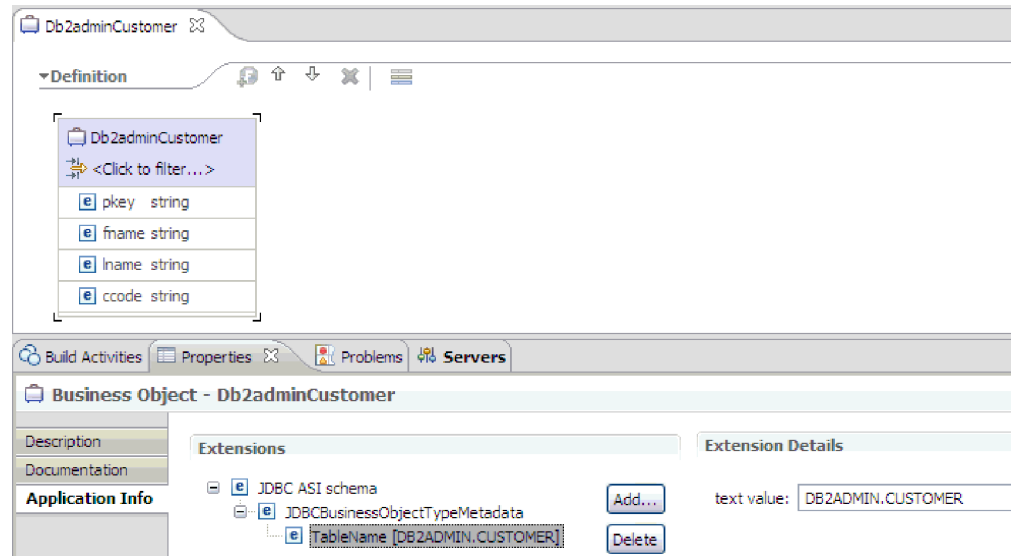 Db2adminCustomer
Definition
Db2adminCustomer
<Click to filter...>
pkey string
fname string
lname string
ccode string
Build Activities Properties Problems Servers
Business Object - Db2adminCustomer
Description
Documentation
Application Info
Extensions
JDBC ASI schema
JDBCBusinessObjectTypeMetadata
TableName [DB2ADMIN.CUSTOMER]
Add...
Delete
Extension Details
text value: DB2ADMIN.CUSTOMER